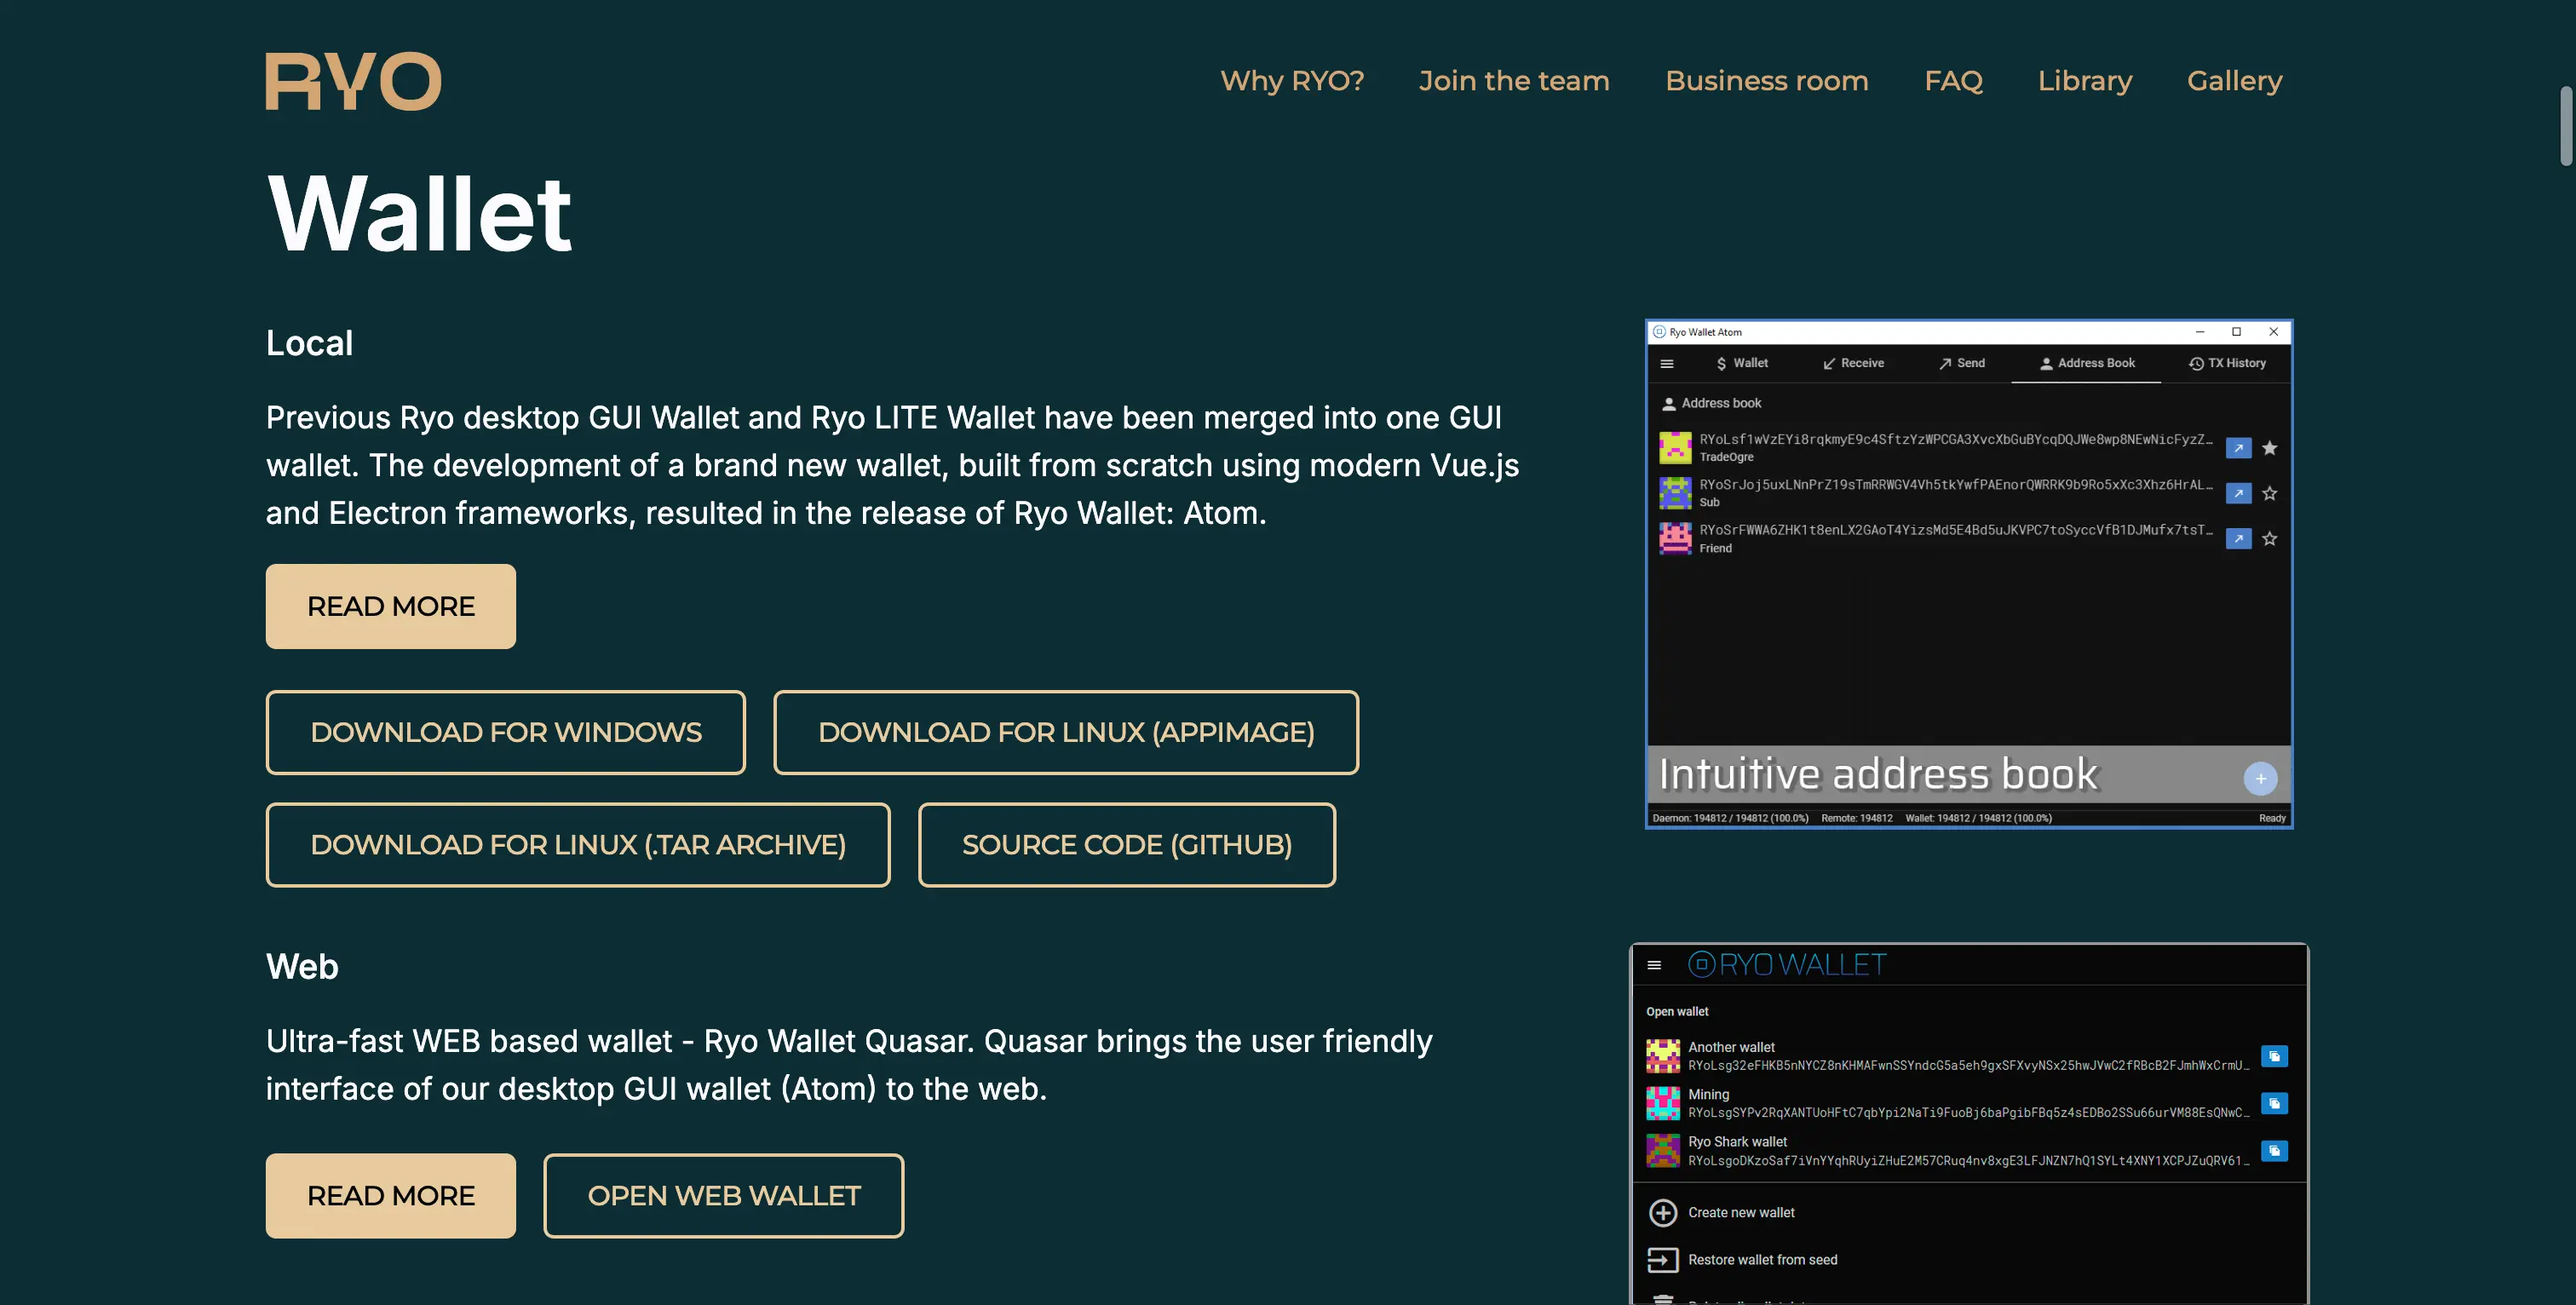 RYO
Why RYO?
Join the team
Business room
FAQ
Library
Gallery
Wallet
Local
Previous Ryo desktop GUI Wallet and Ryo LITE Wallet have been merged into one GUI
wallet. The development of a brand new wallet, built from scratch using modern Vue.js
and Electron frameworks, resulted in the release of Ryo Wallet: Atom.
READ MORE
DOWNLOAD FOR WINDOWS
DOWNLOAD FOR LINUX (APPIMAGE)
DOWNLOAD FOR LINUX (.TAR ARCHIVE)
SOURCE CODE (GITHUB)
Ryo Wallet Atom
Wallet
Receive
Send
Address Book
TX History
Address book
RYoLsf1wVzEYi8rqkmyE9c4SftzYzWPCGA3XvcXbGuBYcqDQJWe8wp8NEwNicFyzZ…
TradeOgre
RYoSrJoj5uxLNnPrZ19sTmRRWGV4Vh5tkYwfPAEnorQWRRK9b9Ro5xXc3Xhz6HrAL…
Sub
RYoSrFWWA6ZHK1t8enLX2GAoT4YizsMd5E4Bd5uJKVPC7toSyccVfB1DJMufx7tsT…
Friend
Intuitive address book
Daemon: 194812 / 194812 (100.0%) Remote: 194812 Wallet: 194812 / 194812 (100.0%) Ready
Web
Ultra-fast WEB based wallet - Ryo Wallet Quasar. Quasar brings the user friendly
interface of our desktop GUI wallet (Atom) to the web.
READ MORE
OPEN WEB WALLET
RYO WALLET
Open wallet
Another wallet
RYoLsg32eFHKB5nNYCZ8nKHMAFwnSSYndcG5a5eh9gxSFXvyNSx25hwJVwC2fRBcB2FJmhWxCrmU…
Mining
RYoLsgSYPv2RqXANTUoHFtC7qbYpi2NaTi9FuoBj6baPgibFBq5z4sEDBo2SSu66urVM88EsQNwC…
Ryo Shark wallet
RYoLsgoDKzoSaf7iVnYYqhRUyiZHuE2M57CRuq4nv8xgE3LFJNZN7hQ1SYLt4XNY1XCPJZuQRV61…
Create new wallet
Restore wallet from seed